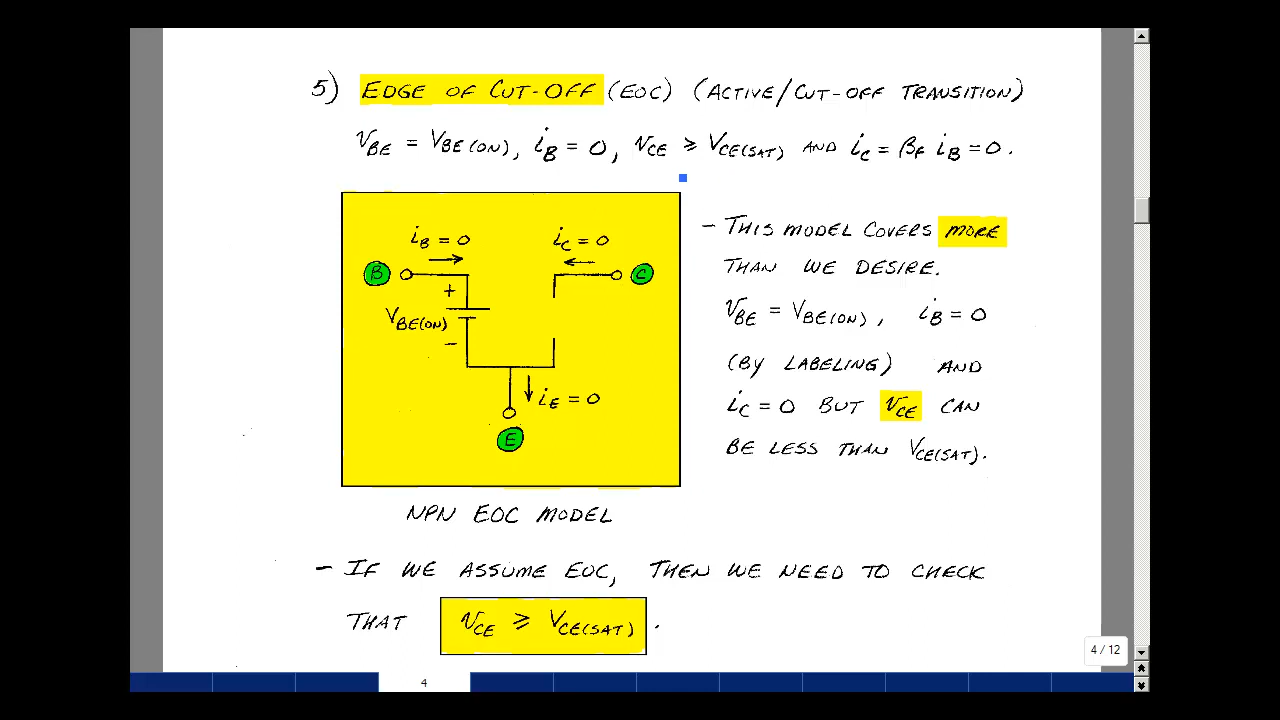 5) EDGE OF CUT-OFF (EOC) (ACTIVE/CUT-OFF TRANSITION)
VBE = VBE(ON), iB = 0, VCE ≥ VCE(SAT) AND iC = βF iB = 0.
iB = 0
iC = 0
B
C
+
VBE(ON)
−
iE = 0
E
NPN EOC MODEL
- THIS MODEL COVERS MORE
THAN WE DESIRE.
VBE = VBE(ON), iB = 0
(BY LABELING) AND
iC = 0 BUT VCE CAN
BE LESS THAN VCE(SAT).
- IF WE ASSUME EOC, THEN WE NEED TO CHECK
THAT VCE ≥ VCE(SAT).
4 / 12
4